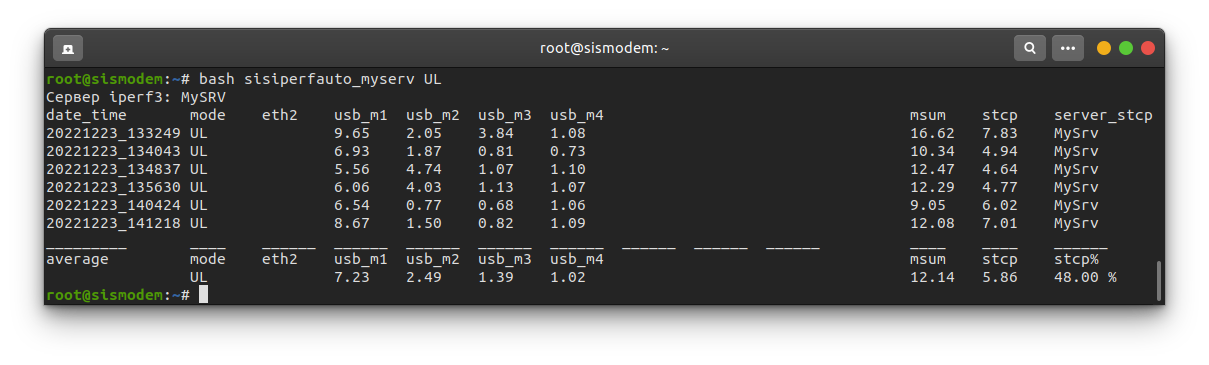 root@sismodem: ~
root@sismodem:~# bash sisiperfauto_myserv UL
Сервер iperf3: MySRV
date_time mode eth2 usb_m1 usb_m2 usb_m3 usb_m4 msum stcp server_stcp
20221223_133249 UL 9.65 2.05 3.84 1.08 16.62 7.83 MySrv
20221223_134043 UL 6.93 1.87 0.81 0.73 10.34 4.94 MySrv
20221223_134837 UL 5.56 4.74 1.07 1.10 12.47 4.64 MySrv
20221223_135630 UL 6.06 4.03 1.13 1.07 12.29 4.77 MySrv
20221223_140424 UL 6.54 0.77 0.68 1.06 9.05 6.02 MySrv
20221223_141218 UL 8.67 1.50 0.82 1.09 12.08 7.01 MySrv
_________ ____ ______ ______ ______ ______ ______ ______ ______ ______ ____ ____ ______
average mode eth2 usb_m1 usb_m2 usb_m3 usb_m4 msum stcp stcp%
UL 7.23 2.49 1.39 1.02 12.14 5.86 48.00 %
root@sismodem:~#